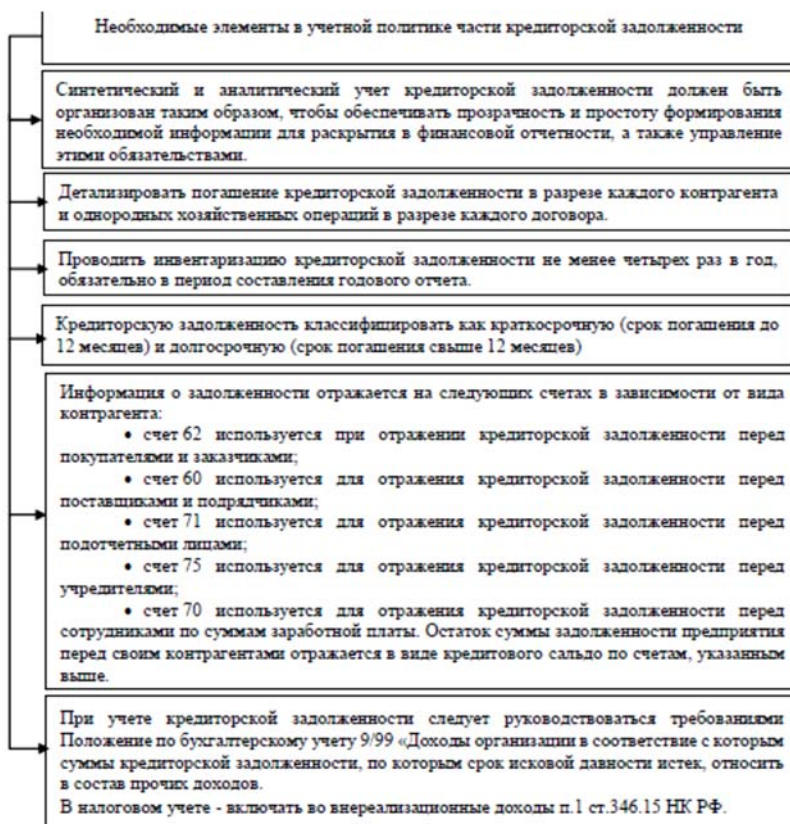 Необходимые элементы в учетной политике части кредиторской задолженности
Синтетический и аналитический учет кредиторской задолженности должен быть
организован таким образом, чтобы обеспечивать прозрачность и простоту формирования
необходимой информации для раскрытия в финансовой отчетности, а также управление
этими обязательствами.
Детализировать погашение кредиторской задолженности в разрезе каждого контрагента
и однородных хозяйственных операций в разрезе каждого договора.
Проводить инвентаризацию кредиторской задолженности не менее четырех раз в год,
обязательно в период составления годового отчета.
Кредиторскую задолженность классифицировать как краткосрочную (срок погашения до
12 месяцев) и долгосрочную (срок погашения свыше 12 месяцев)
Информация о задолженности отражается на следующих счетах в зависимости от вида
контрагента:
• счет 62 используется при отражении кредиторской задолженности перед
покупателями и заказчиками;
• счет 60 используется для отражения кредиторской задолженности перед
поставщиками и подрядчиками;
• счет 71 используется для отражения кредиторской задолженности перед
подотчетными лицами;
• счет 75 используется для отражения кредиторской задолженности перед
учредителями;
• счет 70 используется для отражения кредиторской задолженности перед
сотрудниками по суммам заработной платы. Остаток суммы задолженности предприятия
перед своим контрагентами отражается в виде кредитового сальдо по счетам, указанным
выше.
При учете кредиторской задолженности следует руководствоваться требованиями
Положение по бухгалтерскому учету 9/99 «Доходы организации в соответствие с которым
суммы кредиторской задолженности, по которым срок исковой давности истек, относить
в состав прочих доходов.
В налоговом учете - включать во внереализационные доходы п.1 ст.346.15 НК РФ.